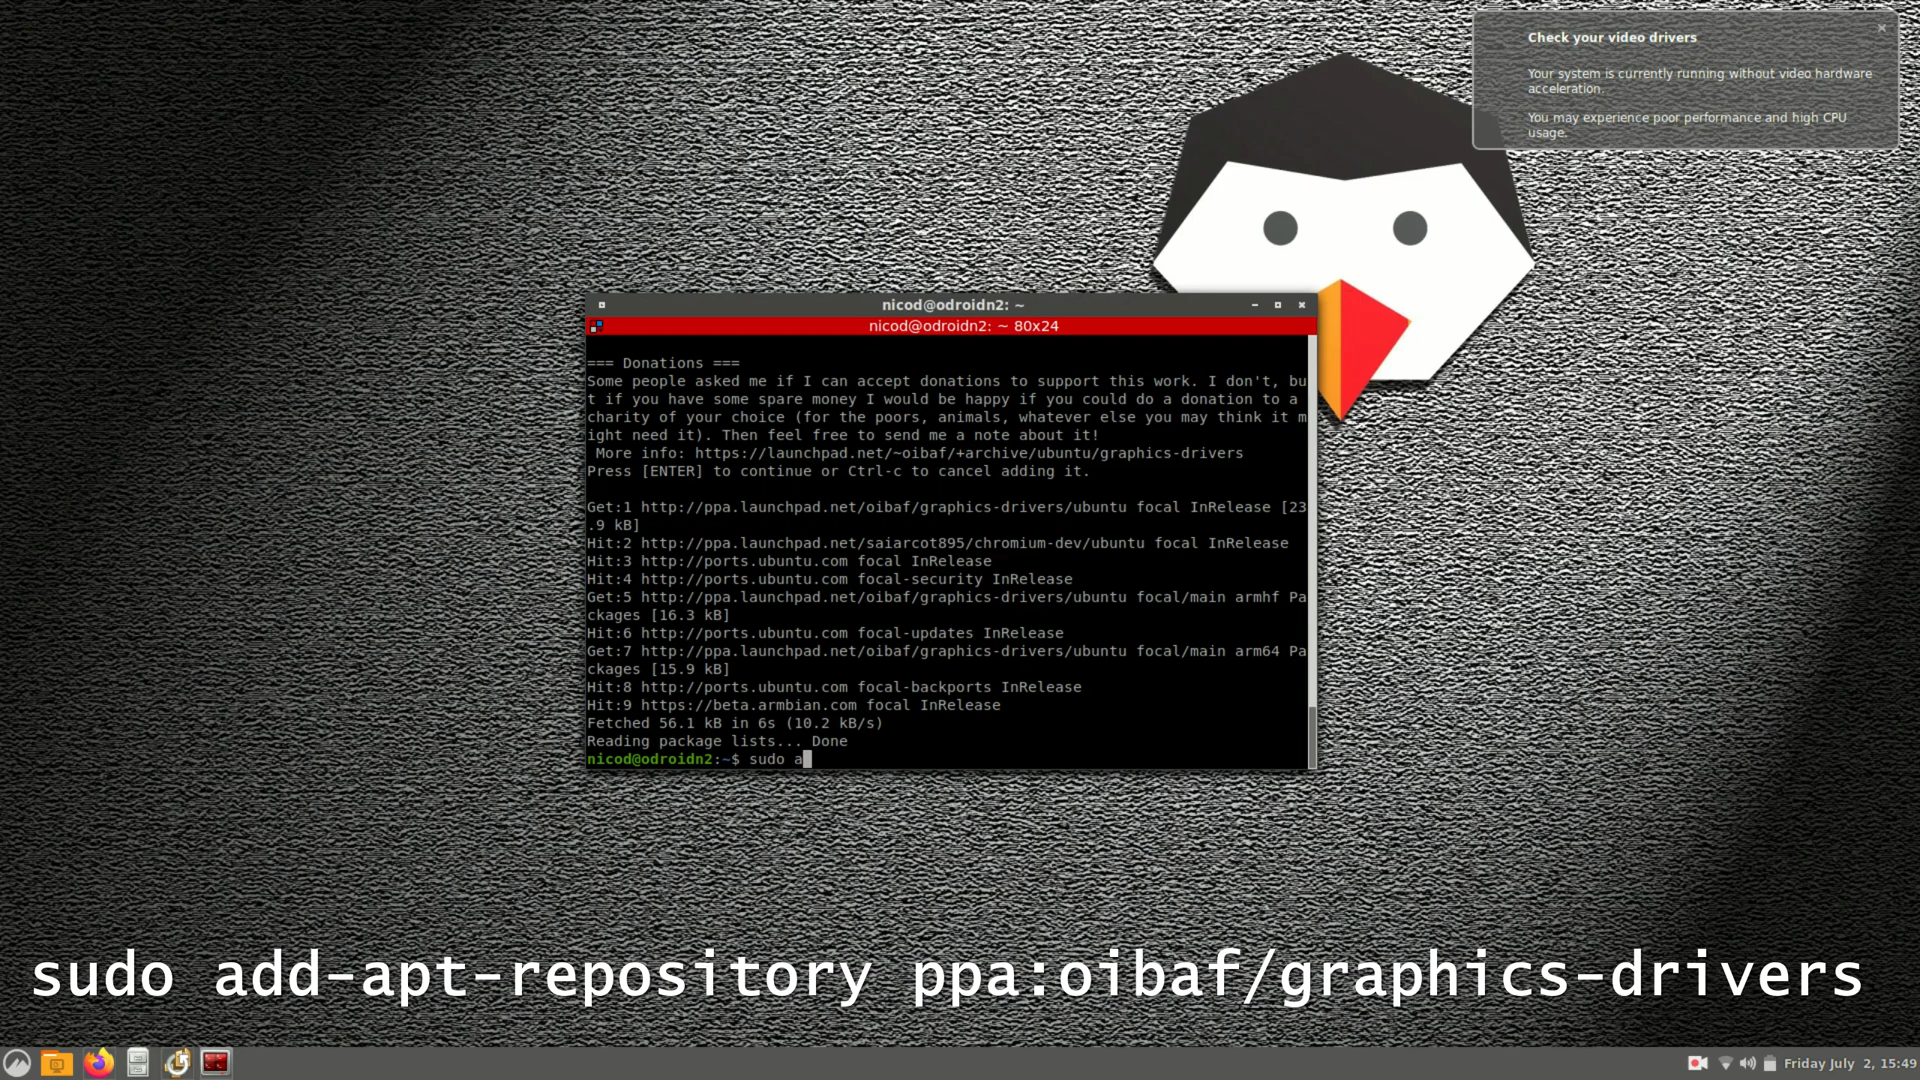 Check your video drivers
Your system is currently running without video hardware
acceleration.
You may experience poor performance and high CPU
usage.
nicod@odroidn2: ~
nicod@odroidn2: ~ 80x24
=== Donations ===
Some people asked me if I can accept donations to support this work. I don't, bu
t if you have some spare money I would be happy if you could do a donation to a
charity of your choice (for the poors, animals, whatever else you may think it m
ight need it). Then feel free to send me a note about it!
More info: https://launchpad.net/~oibaf/+archive/ubuntu/graphics-drivers
Press [ENTER] to continue or Ctrl-c to cancel adding it.
Get:1 http://ppa.launchpad.net/oibaf/graphics-drivers/ubuntu focal InRelease [23
.9 kB]
Hit:2 http://ppa.launchpad.net/saiarcot895/chromium-dev/ubuntu focal InRelease
Hit:3 http://ports.ubuntu.com focal InRelease
Hit:4 http://ports.ubuntu.com focal-security InRelease
Get:5 http://ppa.launchpad.net/oibaf/graphics-drivers/ubuntu focal/main armhf Pa
ckages [16.3 kB]
Hit:6 http://ports.ubuntu.com focal-updates InRelease
Get:7 http://ppa.launchpad.net/oibaf/graphics-drivers/ubuntu focal/main arm64 Pa
ckages [15.9 kB]
Hit:8 http://ports.ubuntu.com focal-backports InRelease
Hit:9 https://beta.armbian.com focal InRelease
Fetched 56.1 kB in 6s (10.2 kB/s)
Reading package lists... Done
nicod@odroidn2:~$ sudo a
sudo add-apt-repository ppa:oibaf/graphics-drivers
Friday July 2, 15:49